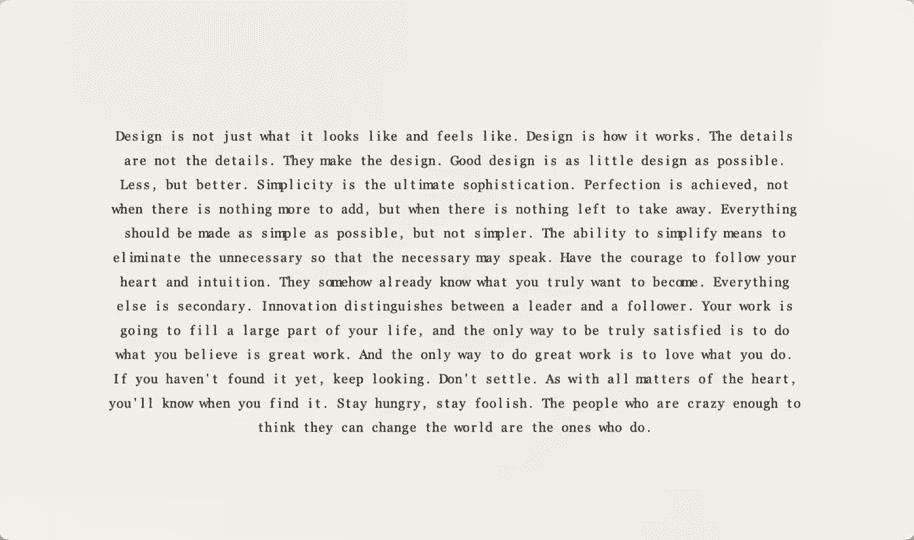 Design is not just what it looks like and feels like. Design is how it works. The details
are not the details. They make the design. Good design is as little design as possible.
Less, but better. Simplicity is the ultimate sophistication. Perfection is achieved, not
when there is nothing more to add, but when there is nothing left to take away. Everything
should be made as simple as possible, but not simpler. The ability to simplify means to
eliminate the unnecessary so that the necessary may speak. Have the courage to follow your
heart and intuition. They somehow already know what you truly want to become. Everything
else is secondary. Innovation distinguishes between a leader and a follower. Your work is
going to fill a large part of your life, and the only way to be truly satisfied is to do
what you believe is great work. And the only way to do great work is to love what you do.
If you haven't found it yet, keep looking. Don't settle. As with all matters of the heart,
you'll know when you find it. Stay hungry, stay foolish. The people who are crazy enough to
think they can change the world are the ones who do.